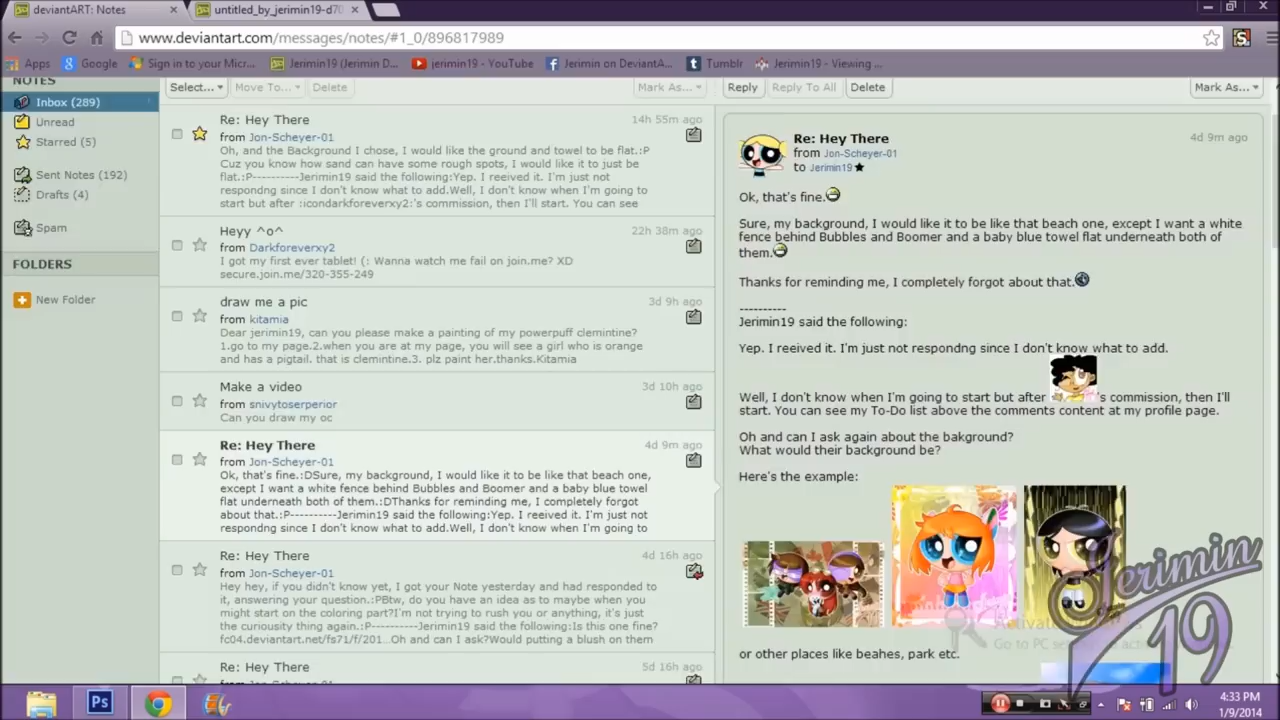 deviantART: Notes
untitled_by_jerimin19-d70
www.deviantart.com/messages/notes/#1_0/896817989
Apps Google Sign in to your Micr... Jerimin19 (Jerimin D... jerimin19 - YouTube Jerimin on DeviantA... Tumblr Jerimin19 - Viewing ...
NOTES
Inbox (289)
Unread
Starred (5)
Sent Notes (192)
Drafts (4)
Spam
FOLDERS
New Folder
Select... Move To... Delete Mark As...
Re: Hey There 14h 55m ago
from Jon-Scheyer-01
Oh, and the Background I chose, I would like the ground and towel to be flat.:P
Cuz you know how sand can have some rough spots, I would like to just be
flat.:P----------Jerimin19 said the following:Yep. I reeived it. I'm just not
respondng since I don't know what to add.Well, I don't know when I'm going to
start but after :icondarkforeverxy2:'s commission, then I'll start. You can see
Heyy ^o^ 22h 38m ago
from Darkforeverxy2
I got my first ever tablet! (: Wanna watch me fail on join.me? XD
secure.join.me/320-355-249
draw me a pic 3d 9h ago
from kitamia
Dear jerimin19, can you please make a painting of my powerpuff clemintine?
1.go to my page.2.when you are at my page, you will see a girl who is orange
and has a pigtail. that is clemintine.3. plz paint her.thanks.Kitamia
Make a video 3d 10h ago
from snivytoserperior
Can you draw my oc
Re: Hey There 4d 9m ago
from Jon-Scheyer-01
Ok, that's fine.:DSure, my background, I would like it to be like that beach one,
except I want a white fence behind Bubbles and Boomer and a baby blue towel
flat underneath both of them.:DThanks for reminding me, I completely forgot
about that.:P----------Jerimin19 said the following:Yep. I reeived it. I'm just not
respondng since I don't know what to add.Well, I don't know when I'm going to
Re: Hey There 4d 16h ago
from Jon-Scheyer-01
Hey hey, if you didn't know yet, I got your Note yesterday and had responded to
it, answering your question.:PBtw, do you have an idea as to maybe when you
might start on the coloring part?I'm not trying to rush you or anything, it's just
the curiousity thing again.:P----------Jerimin19 said the following:Is this one fine?
fc04.deviantart.net/fs71/f/201...Oh and can I ask?Would putting a blush on them
Re: Hey There 5d 16h ago
from Jon-Scheyer-01
Reply Reply To All Delete Mark As...
Re: Hey There 4d 9m ago
from Jon-Scheyer-01
to Jerimin19
Ok, that's fine.
Sure, my background, I would like it to be like that beach one, except I want a white
fence behind Bubbles and Boomer and a baby blue towel flat underneath both of
them.
Thanks for reminding me, I completely forgot about that.
----------
Jerimin19 said the following:
Yep. I reeived it. I'm just not respondng since I don't know what to add.
Well, I don't know when I'm going to start but after 's commission, then I'll
start. You can see my To-Do list above the comments content at my profile page.
Oh and can I ask again about the bakground?
What would their background be?
Here's the example:
or other places like beahes, park etc.
Jerimin
19
Go to PC
Ps
4:33 PM
1/9/2014